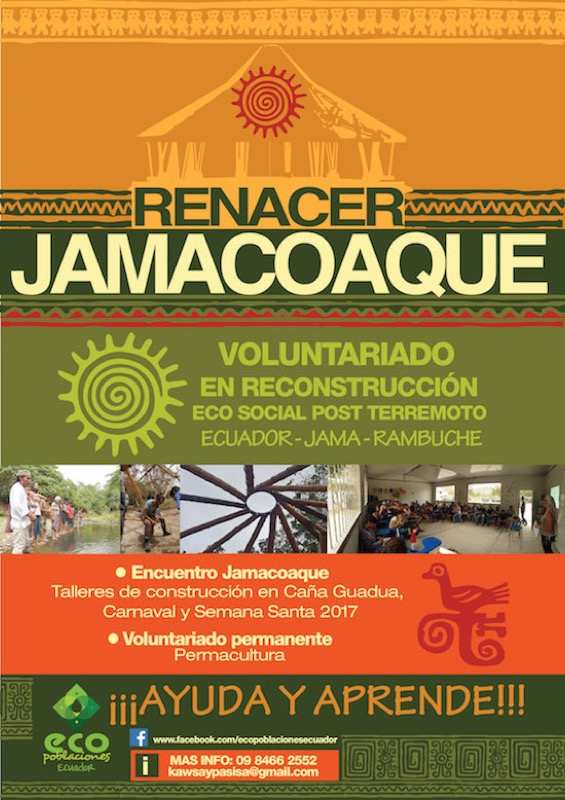 RENACER
JAMACOAQUE
VOLUNTARIADO
EN RECONSTRUCCIÓN
ECO SOCIAL POST TERREMOTO
ECUADOR - JAMA - RAMBUCHE
• Encuentro Jamacoaque
Talleres de construcción en Caña Guadua,
Carnaval y Semana Santa 2017
• Voluntariado permanente
Permacultura
¡¡¡AYUDA Y APRENDE!!!
eco
poblaciones
ECUADOR
f www.facebook.com/ecopoblacionesecuador
i MAS INFO: 09 8466 2552
kawsaypasisa@gmail.com